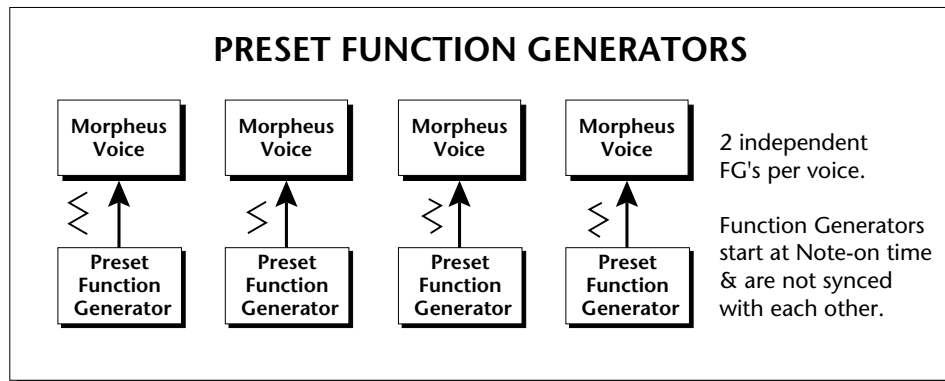 PRESET FUNCTION GENERATORS
Morpheus
Voice
Morpheus
Voice
Morpheus
Voice
Morpheus
Voice
Preset
Function
Generator
Preset
Function
Generator
Preset
Function
Generator
Preset
Function
Generator
2 independent
FG's per voice.
Function Generators
start at Note-on time
& are not synced
with each other.